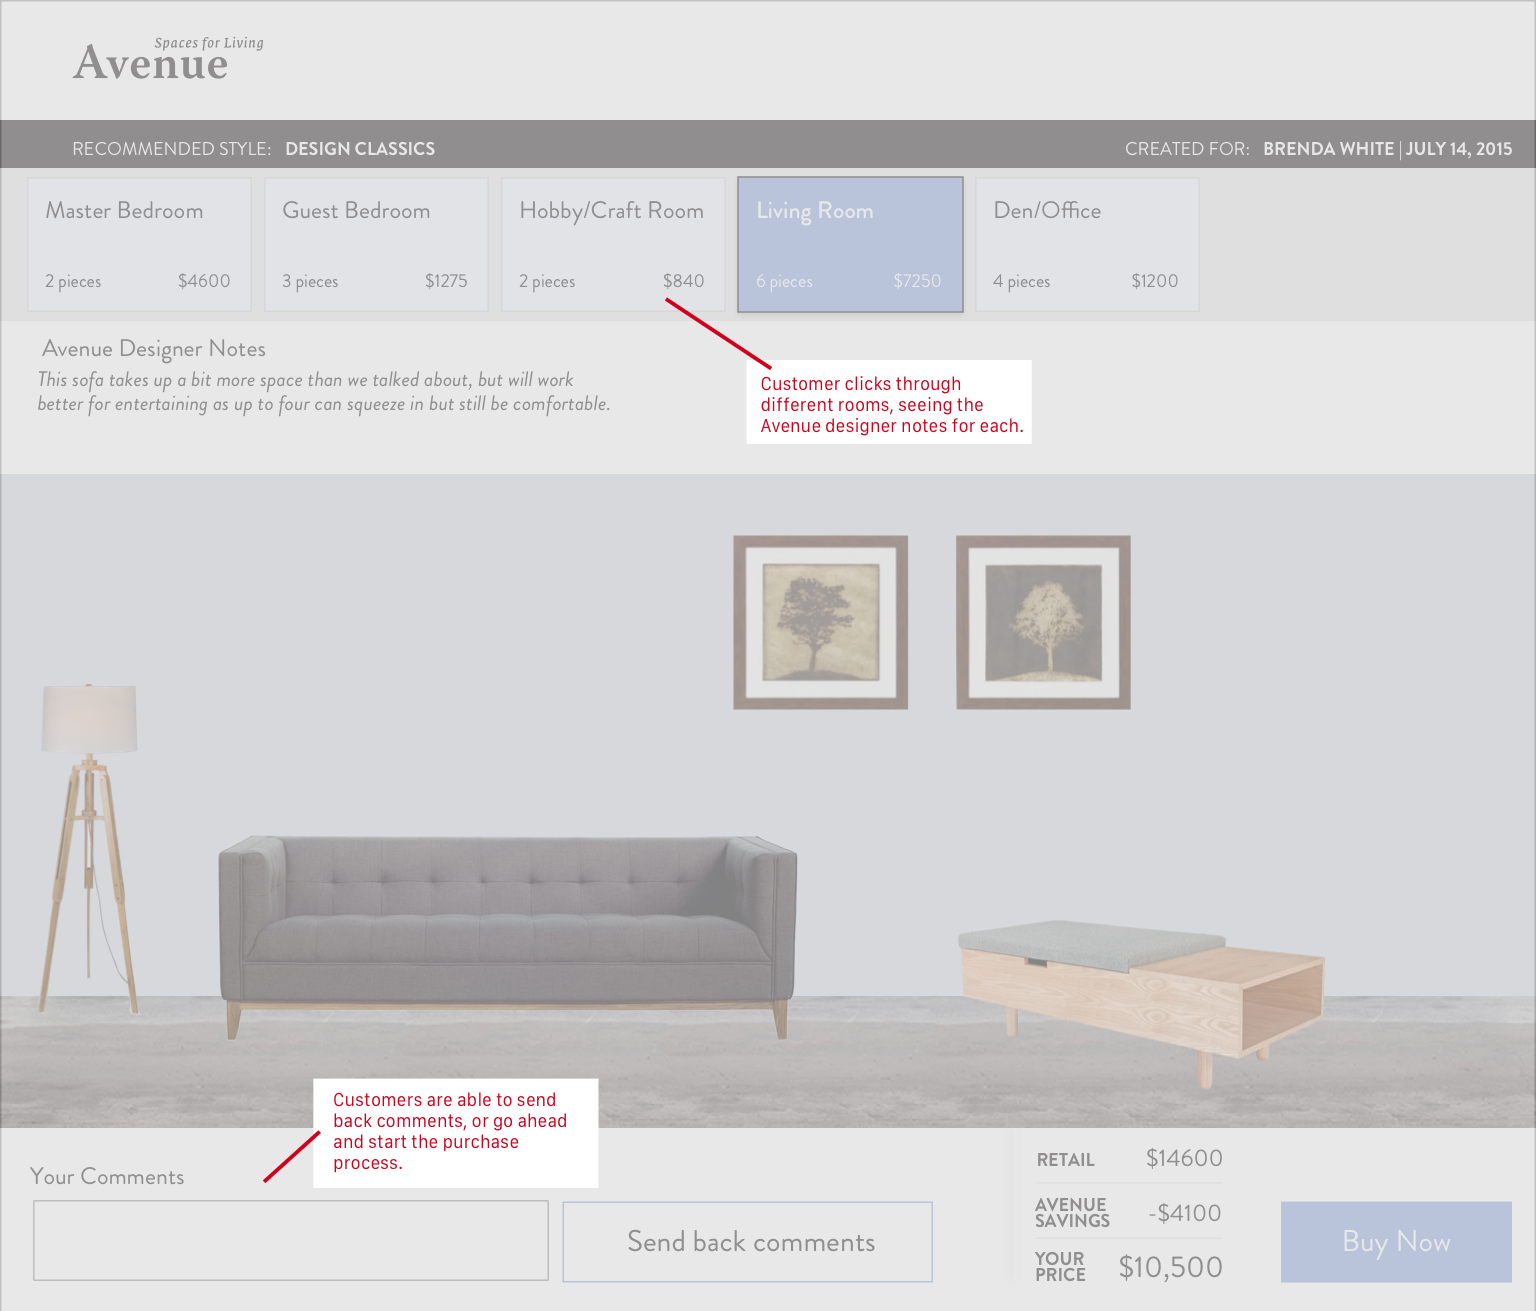 Spaces for Living
Avenue
RECOMMENDED STYLE: DESIGN CLASSICS
CREATED FOR: BRENDA WHITE | JULY 14, 2015
Master Bedroom
2 pieces $4600
Guest Bedroom
3 pieces $1275
Hobby/Craft Room
2 pieces $840
Living Room
6 pieces $7250
Den/Office
4 pieces $1200
Avenue Designer Notes
This sofa takes up a bit more space than we talked about, but will work
better for entertaining as up to four can squeeze in but still be comfortable.
Customer clicks through
different rooms, seeing the
Avenue designer notes for each.
Customers are able to send
back comments, or go ahead
and start the purchase
process.
Your Comments
Send back comments
RETAIL $14600
AVENUE
SAVINGS -$4100
YOUR
PRICE $10,500
Buy Now